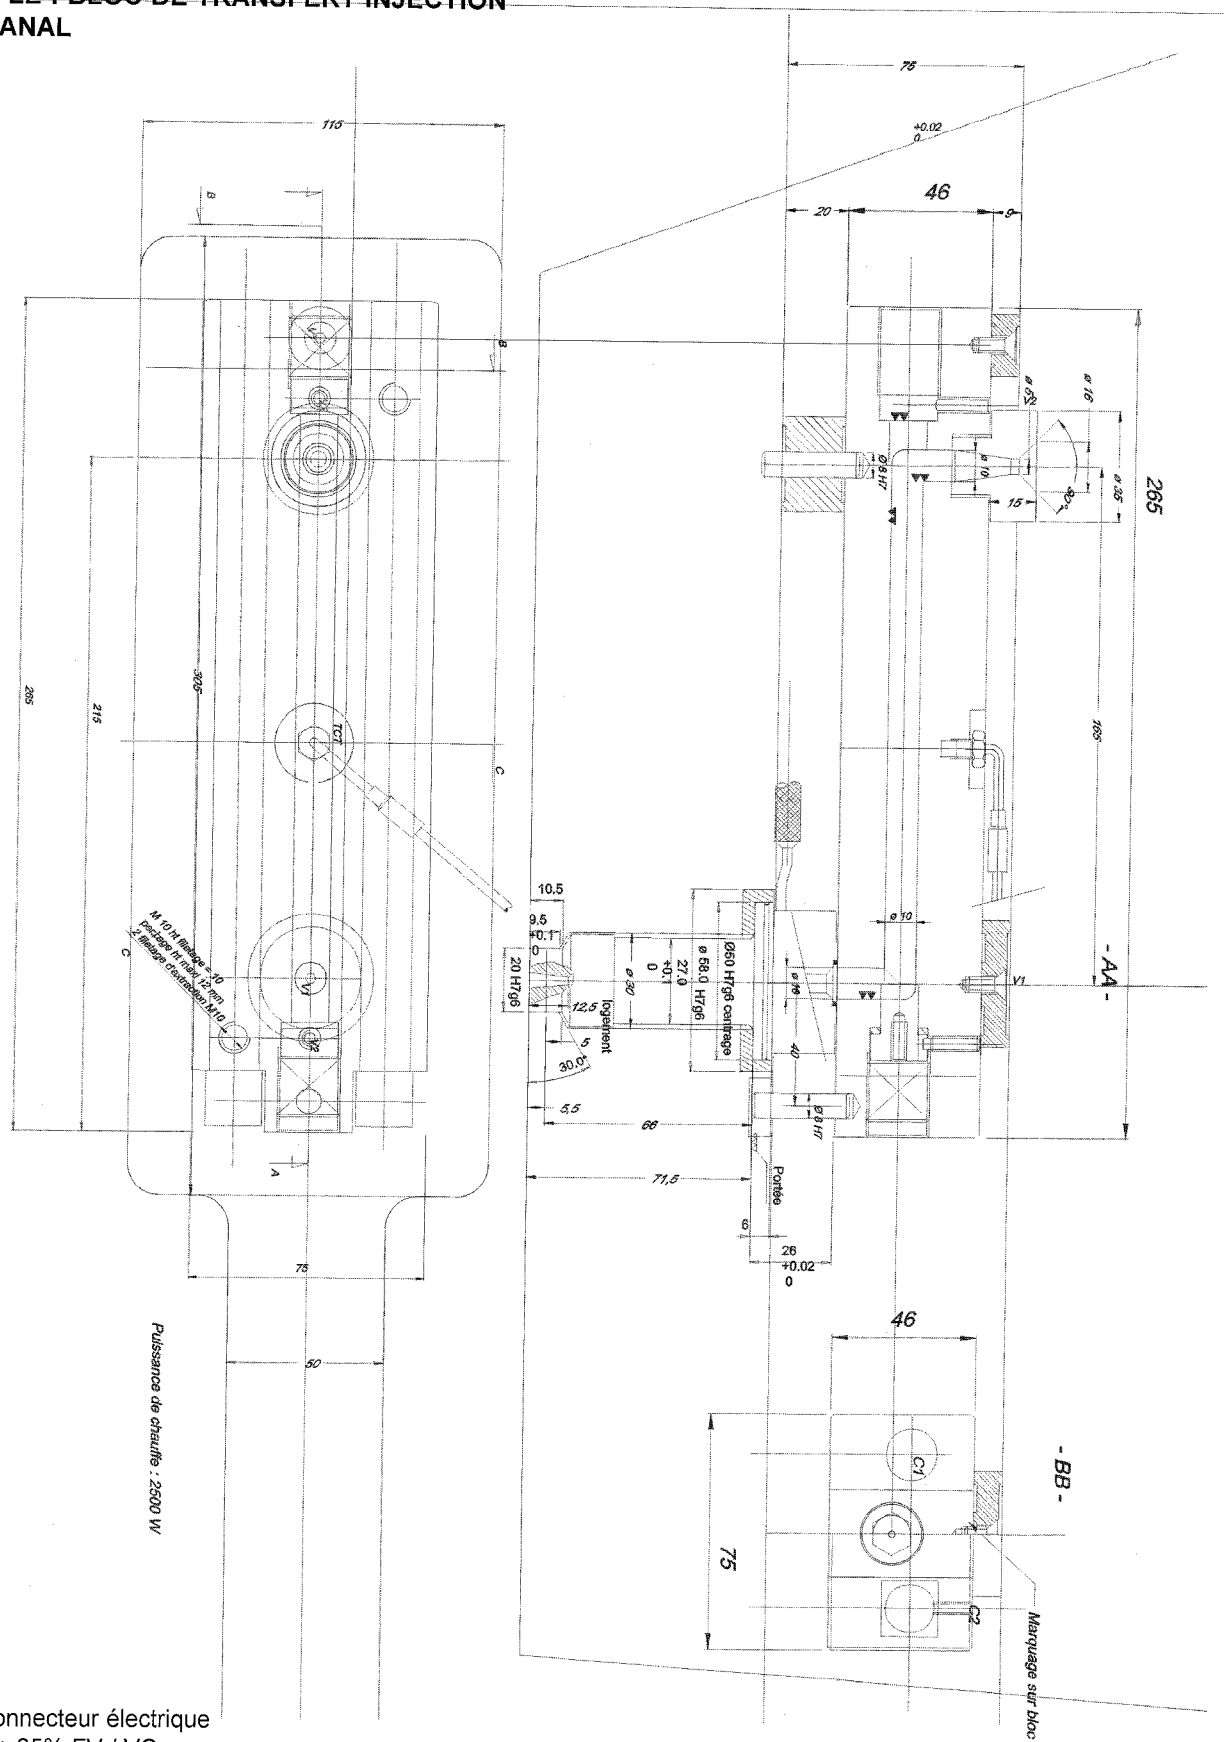 BLOC DE TRANSFERT INJECTION
ANAL
75
115
+0.02
0
46
20
9
B
B
ø 16
ø 10
ø 35
90°
15
Ø 8 H7
265
165
305
265
215
TC1
C
C
M 10 ht filetage = 10
perçage ht maxi 12 mm
2 filetage d'extraction M10
V1
V2
A
10.5
9.5
+0.1
0
20 H7g6
ø 30
12,5
logement
5
30.0°
5,5
66
71,5
27.0
+0.1
0
ø 58.0 H7g6
Ø50 H7g6 centrage
ø 10
40
Ø 8 H7
V1
- AA -
Portée
6
26
+0.02
0
75
50
Puissance de chauffe : 2500 W
46
75
C1
C2
- BB -
Marquage sur bloc
onnecteur électrique